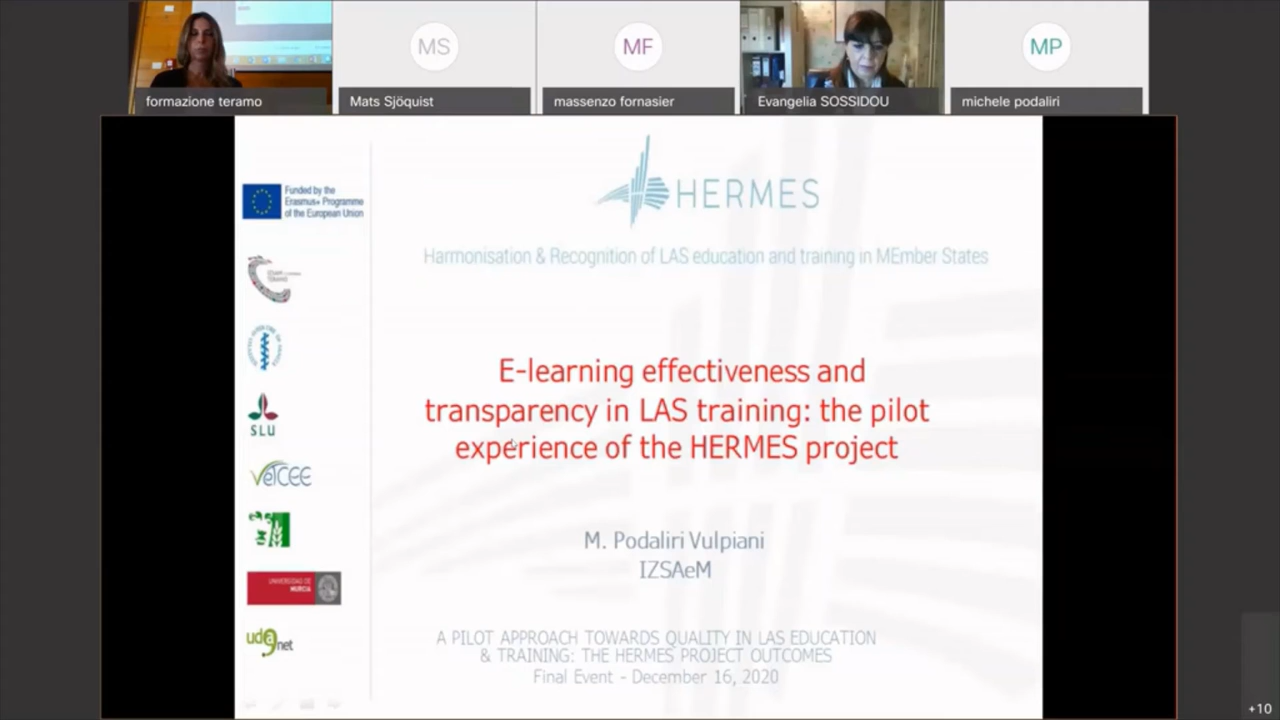 MS
MF
MP
formazione teramo
Mats Sjöquist
massenzo fornasier
Evangelia SOSSIDOU
michele podaliri
Funded by the
Erasmus+ Programme
of the European Union
HERMES
Harmonisation & Recognition of LAS education and training in MEmber States
SLU
VeTCEE
UNIVERSIDAD DE
MURCIA
udanet
E-learning effectiveness and
transparency in LAS training: the pilot
experience of the HERMES project
M. Podaliri Vulpiani
IZSAeM
A PILOT APPROACH TOWARDS QUALITY IN LAS EDUCATION
& TRAINING: THE HERMES PROJECT OUTCOMES
Final Event - December 16, 2020
+10